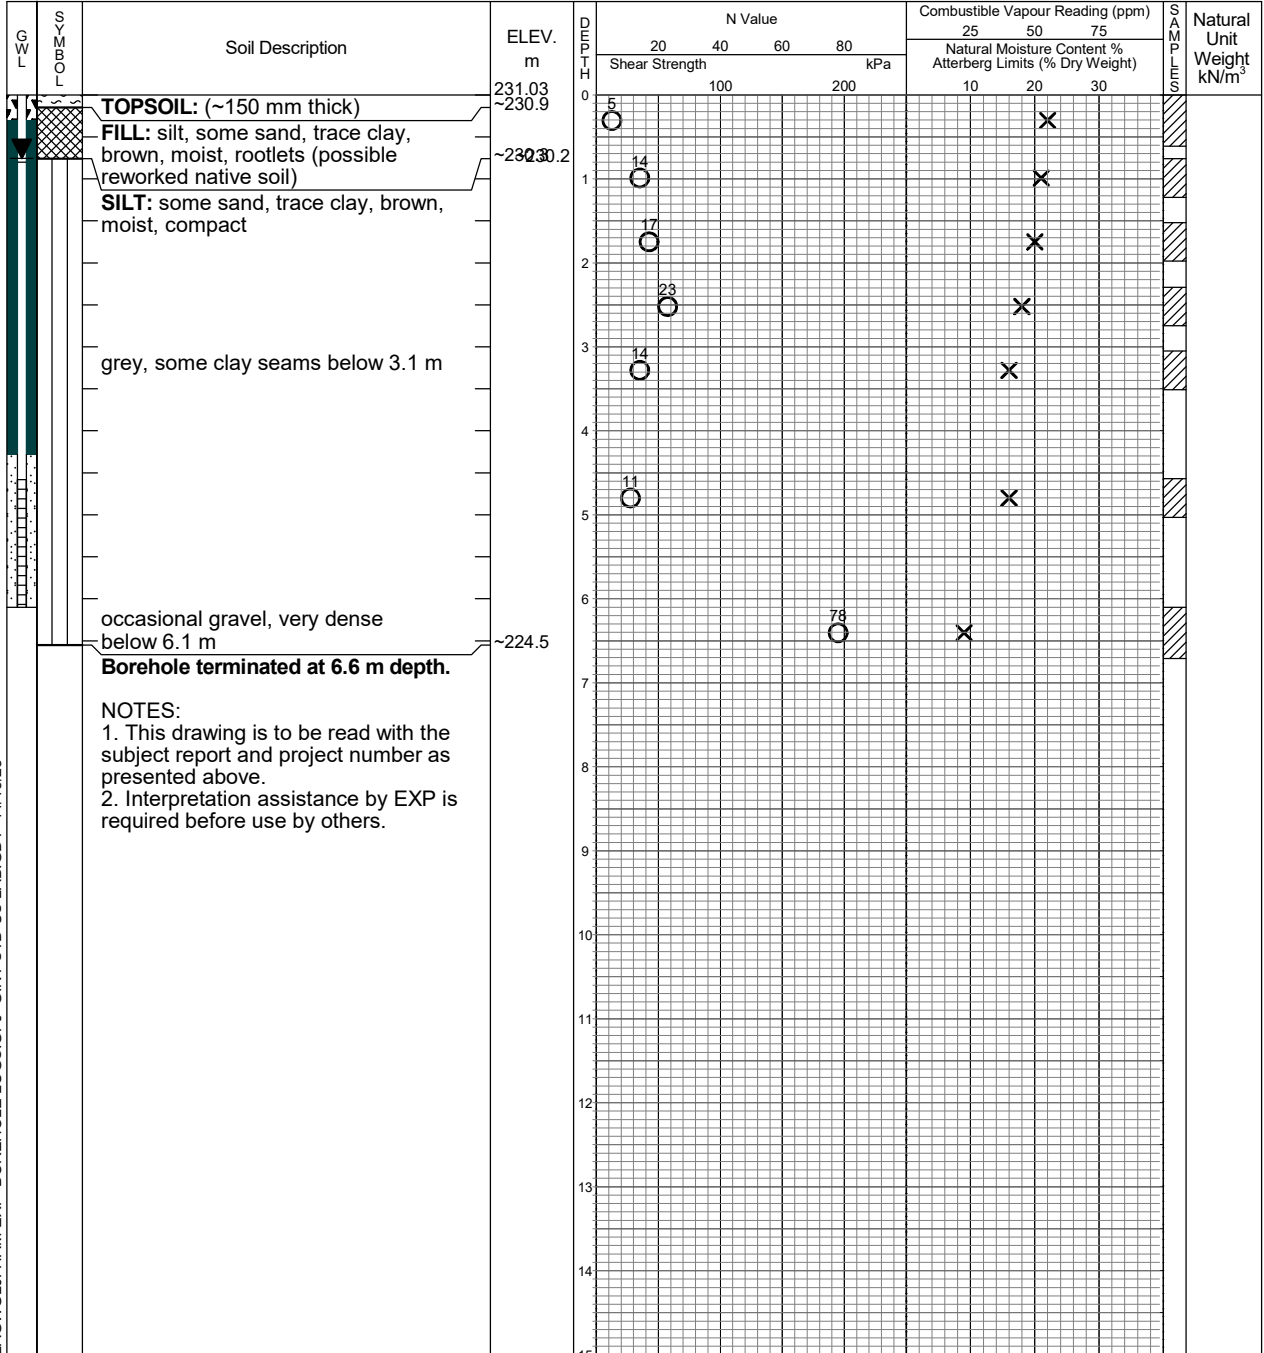 GWL
SYMBOL
Soil Description
ELEV.
m
DEPTH
N Value
20 40 60 80
Shear Strength kPa
100 200
Combustible Vapour Reading (ppm)
25 50 75
Natural Moisture Content %
Atterberg Limits (% Dry Weight)
10 20 30
SAMPLES
Natural
Unit
Weight
kN/m³
231.03
TOPSOIL: (~150 mm thick)
~230.9
FILL: silt, some sand, trace clay,
brown, moist, rootlets (possible
reworked native soil)
~230.2
SILT: some sand, trace clay, brown,
moist, compact
grey, some clay seams below 3.1 m
occasional gravel, very dense
below 6.1 m
~224.5
Borehole terminated at 6.6 m depth.
NOTES:
1. This drawing is to be read with the
subject report and project number as
presented above.
2. Interpretation assistance by EXP is
required before use by others.
0
5
14
1
17
2
23
3
14
4
11
5
6
78
7
8
9
10
11
12
13
14